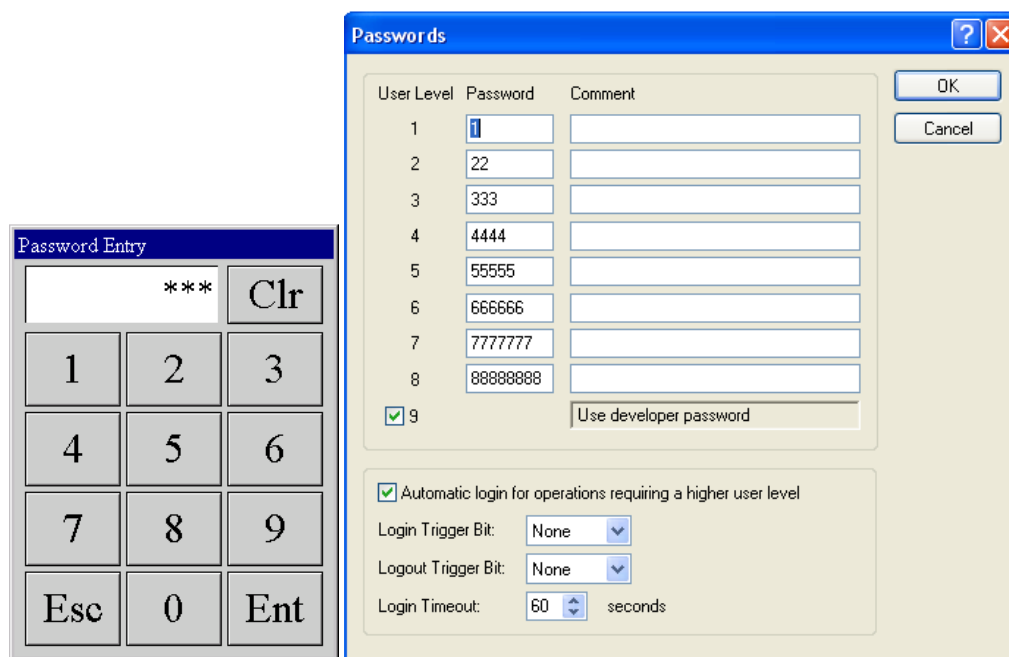 Password Entry
*** Clr
1 2 3
4 5 6
7 8 9
Esc 0 Ent
Passwords
User Level Password Comment
1 1
2 22
3 333
4 4444
5 55555
6 666666
7 7777777
8 88888888
9 Use developer password
Automatic login for operations requiring a higher user level
Login Trigger Bit: None
Logout Trigger Bit: None
Login Timeout: 60 seconds
OK
Cancel